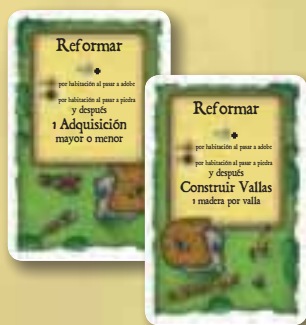 Reformar
por habitación al pasar a adobe
por habitación al pasar a piedra
y después
1 Adquisición
mayor o menor
Reformar
por habitación al pasar a adobe
por habitación al pasar a piedra
y después
Construir Vallas
1 madera por valla